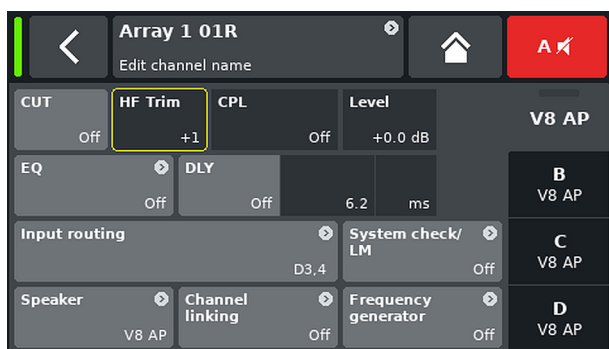 Array 1 01R
Edit channel name
A
CUT
Off
HF Trim
+1
CPL
Off
Level
+0.0 dB
V8 AP
EQ
Off
DLY
Off
6.2
ms
B
V8 AP
Input routing
D3,4
System check/
LM
Off
C
V8 AP
Speaker
V8 AP
Channel
linking
Off
Frequency
generator
Off
D
V8 AP